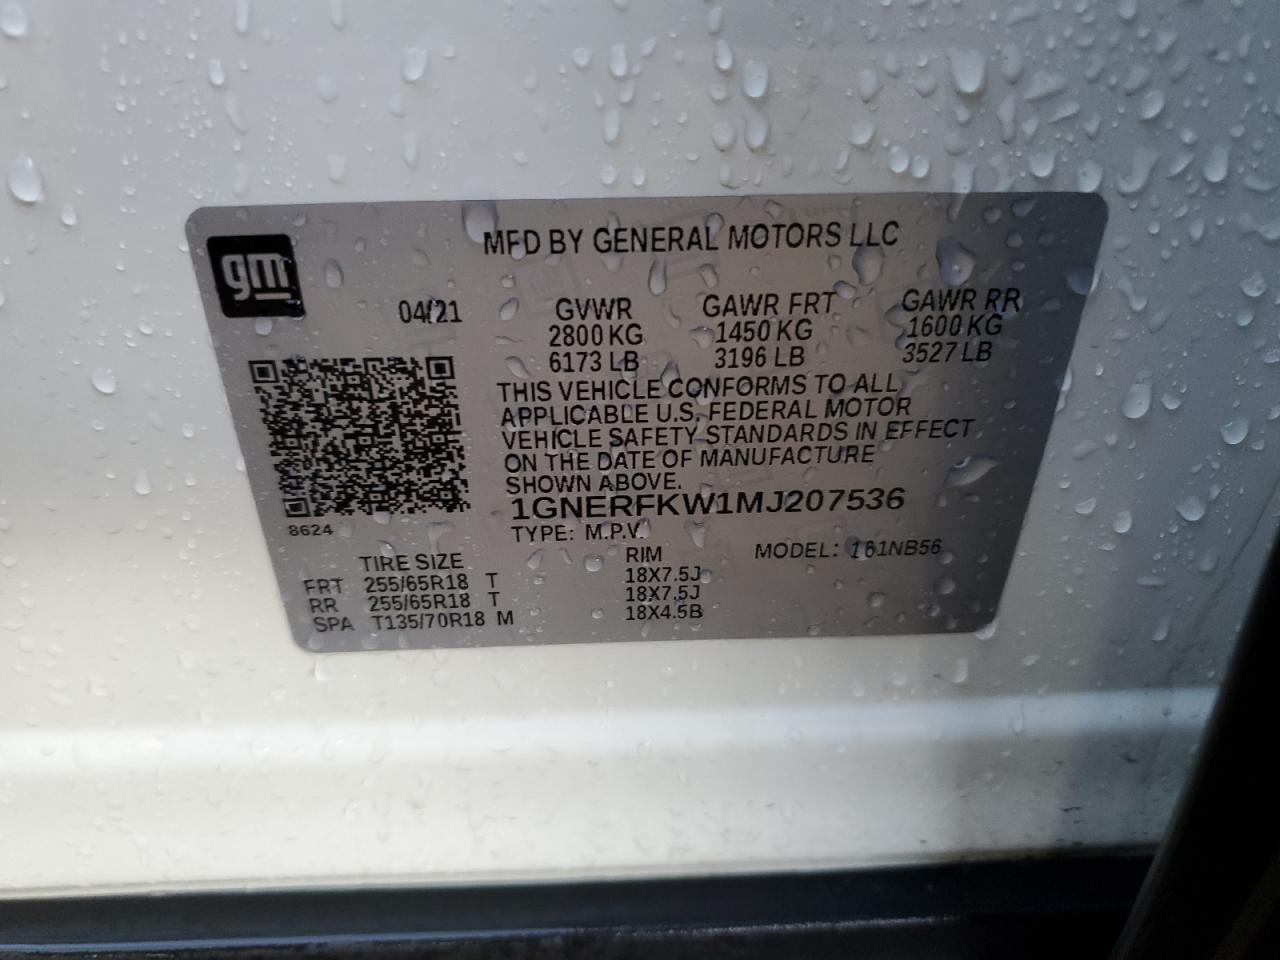 gm
MFD BY GENERAL MOTORS LLC
04/21 GVWR GAWR FRT GAWR RR
2800 KG 1450 KG 1600 KG
6173 LB 3196 LB 3527 LB
THIS VEHICLE CONFORMS TO ALL
APPLICABLE U.S. FEDERAL MOTOR
VEHICLE SAFETY STANDARDS IN EFFECT
ON THE DATE OF MANUFACTURE
SHOWN ABOVE.
1GNERFKW1MJ207536
8624
TYPE: M.P.V.
MODEL: 1B1NB56
TIRE SIZE RIM
FRT 255/65R18 T 18X7.5J
RR 255/65R18 T 18X7.5J
SPA T135/70R18 M 18X4.5B